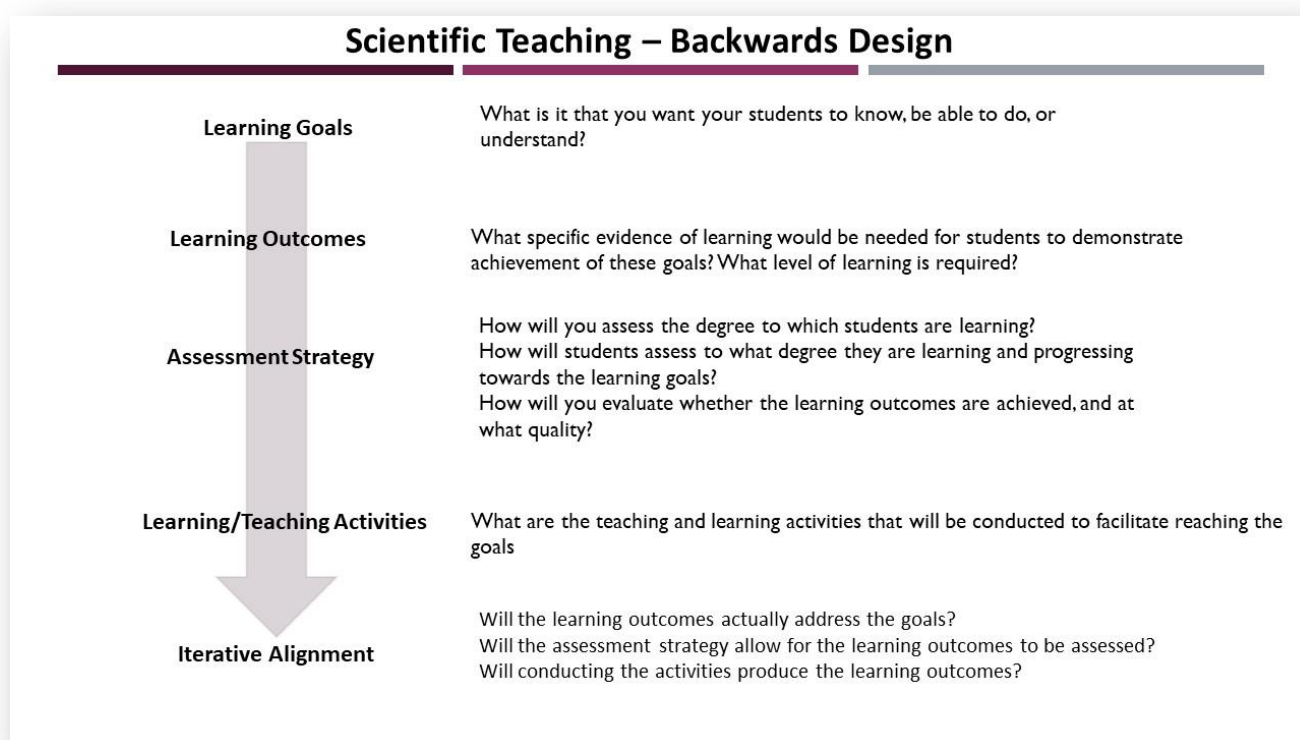 Scientific Teaching – Backwards Design
Learning Goals
What is it that you want your students to know, be able to do, or
understand?
Learning Outcomes
What specific evidence of learning would be needed for students to demonstrate
achievement of these goals? What level of learning is required?
Assessment Strategy
How will you assess the degree to which students are learning?
How will students assess to what degree they are learning and progressing
towards the learning goals?
How will you evaluate whether the learning outcomes are achieved, and at
what quality?
Learning/Teaching Activities
What are the teaching and learning activities that will be conducted to facilitate reaching the
goals
Iterative Alignment
Will the learning outcomes actually address the goals?
Will the assessment strategy allow for the learning outcomes to be assessed?
Will conducting the activities produce the learning outcomes?